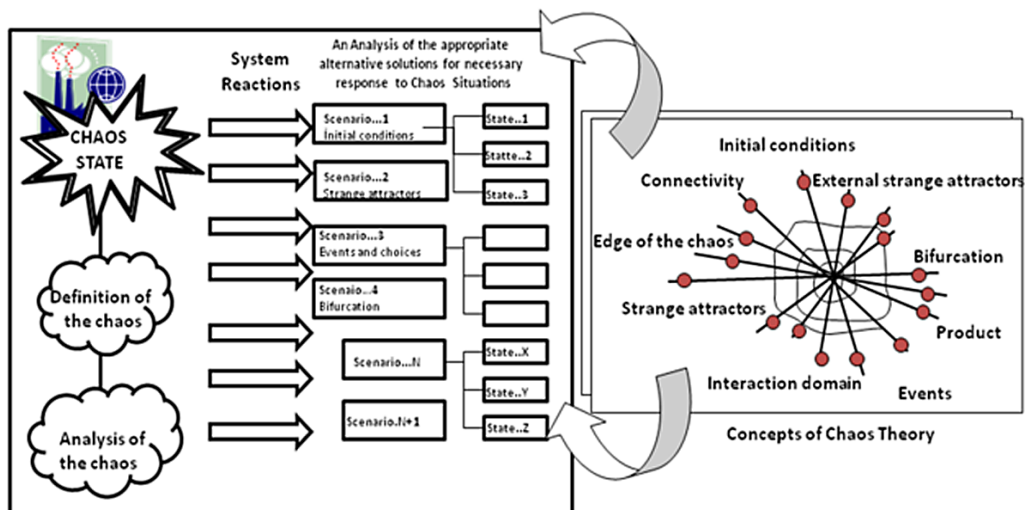 System
Reactions
An Analysis of the appropriate
alternative solutions for necessary
response to Chaos Situations
CHAOS
STATE
Definition of
the chaos
Analysis of
the chaos
Scenario...1
Initial conditions
Scenario...2
Strange attractors
Scenario...3
Events and choices
Scenaio...4
Bifurcation
Scenario...N
Scenario.N+1
State..1
Statte..2
State..3
State..X
State..Y
State..Z
Initial conditions
Connectivity
External strange attractors
Edge of the chaos
Bifurcation
Strange attractors
Product
Interaction domain
Events
Concepts of Chaos Theory